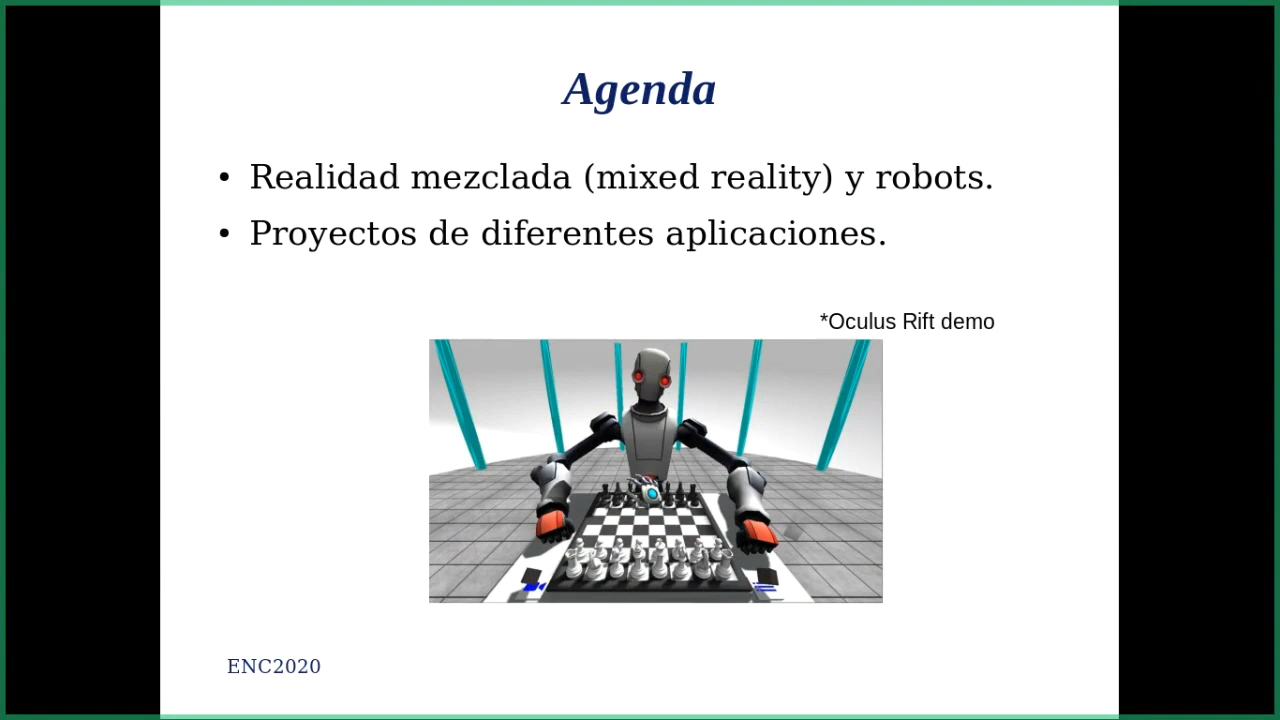 Agenda
• Realidad mezclada (mixed reality) y robots.
• Proyectos de diferentes aplicaciones.
*Oculus Rift demo
ENC2020